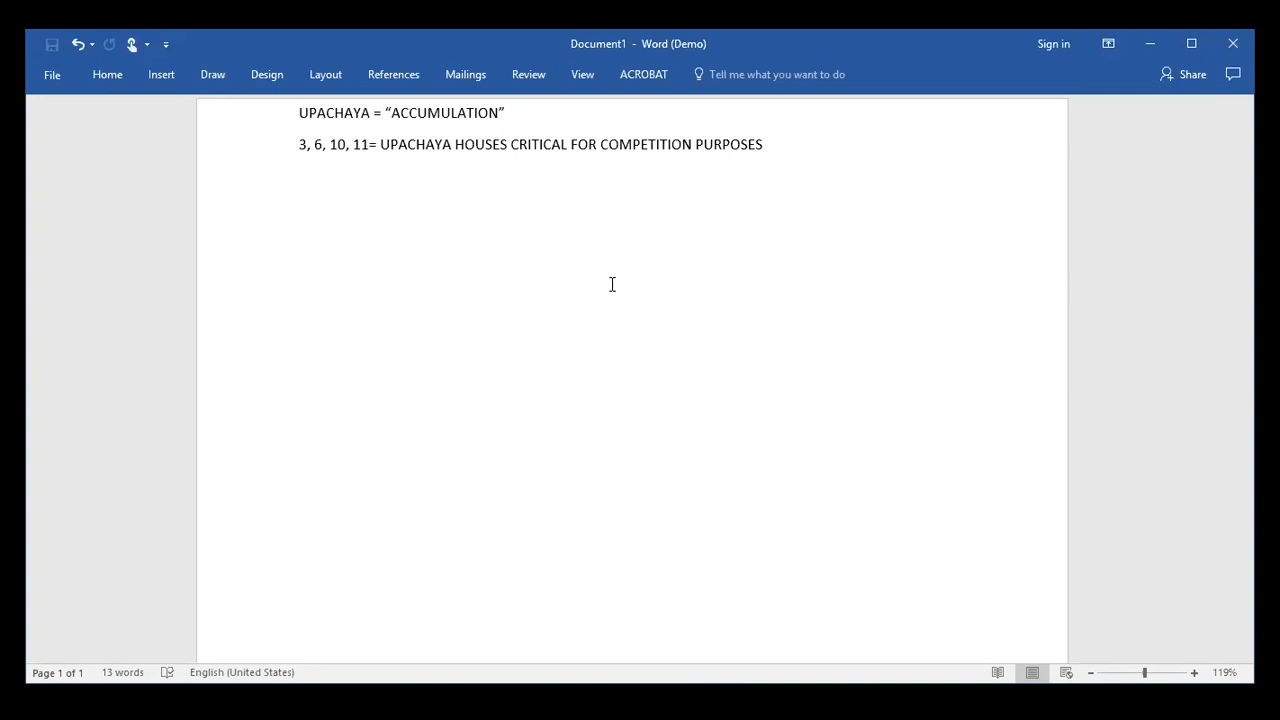 Document1 - Word (Demo)
Sign in
File Home Insert Draw Design Layout References Mailings Review View ACROBAT Tell me what you want to do Share
UPACHAYA = “ACCUMULATION”
3, 6, 10, 11= UPACHAYA HOUSES CRITICAL FOR COMPETITION PURPOSES
Page 1 of 1 13 words English (United States) 119%